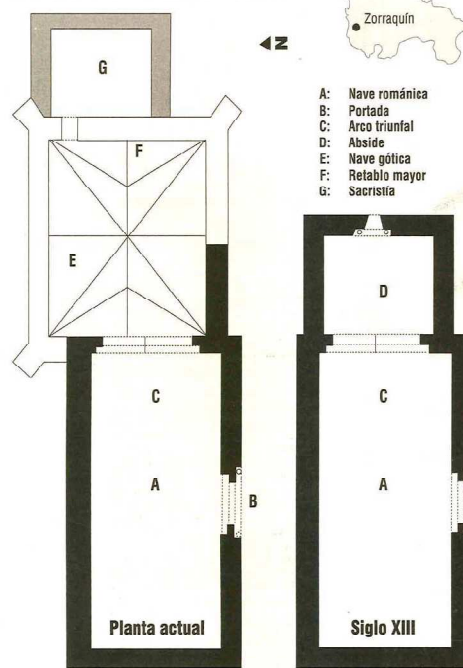 Zorraquín
N
A: Nave románica
B: Portada
C: Arco triunfal
D: Abside
E: Nave gótica
F: Retablo mayor
G: Sacristía
G
F
E
C
A
B
Planta actual
D
C
A
Siglo XIII